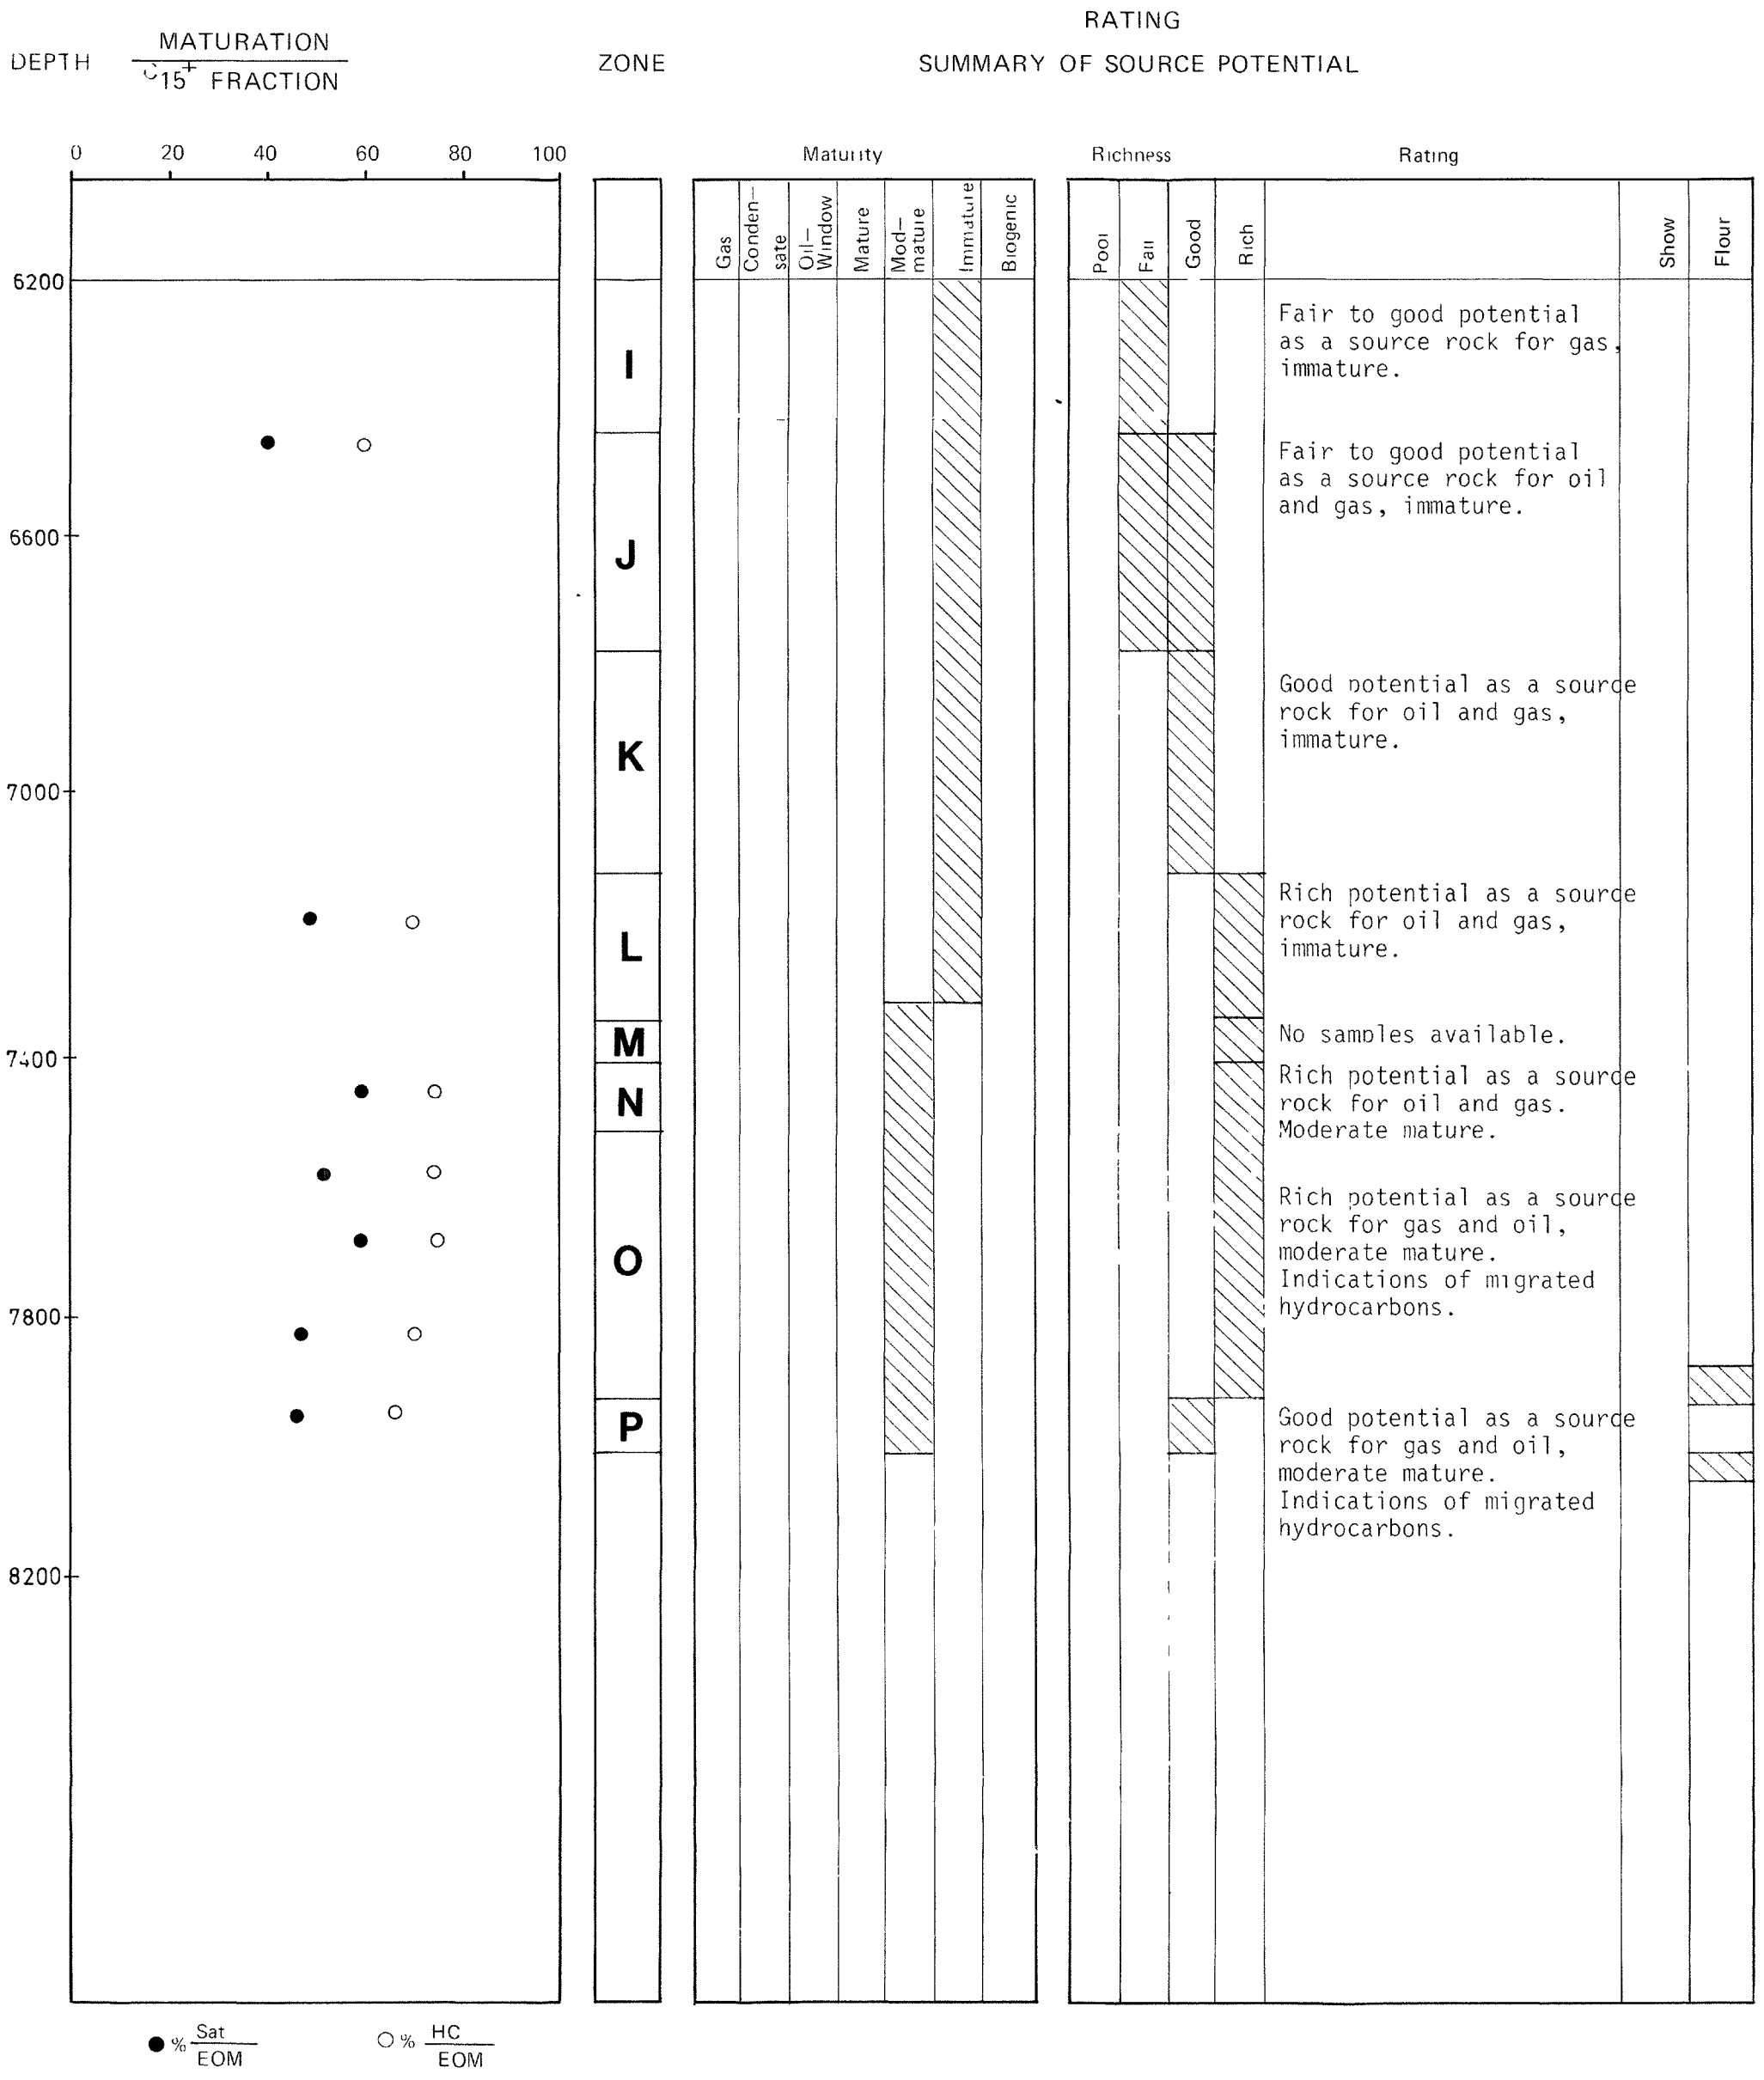 RATING
DEPTH
MATURATION
C15+ FRACTION
ZONE
SUMMARY OF SOURCE POTENTIAL
0 20 40 60 80 100
Maturity
Richness
Rating
Gas
Conden-
sate
Oil-
Window
Mature
Mod-
mature
Immature
Biogenic
Poor
Fair
Good
Rich
Show
Flour
6200
I
Fair to good potential
as a source rock for gas,
immature.
J
Fair to good potential
as a source rock for oil
and gas, immature.
6600
K
Good potential as a source
rock for oil and gas,
immature.
7000
L
Rich potential as a source
rock for oil and gas,
immature.
M
No samples available.
7400
N
Rich potential as a source
rock for oil and gas.
Moderate mature.
O
Rich potential as a source
rock for gas and oil,
moderate mature.
Indications of migrated
hydrocarbons.
7800
P
Good potential as a source
rock for gas and oil,
moderate mature.
Indications of migrated
hydrocarbons.
8200
% Sat
EOM
% HC
EOM